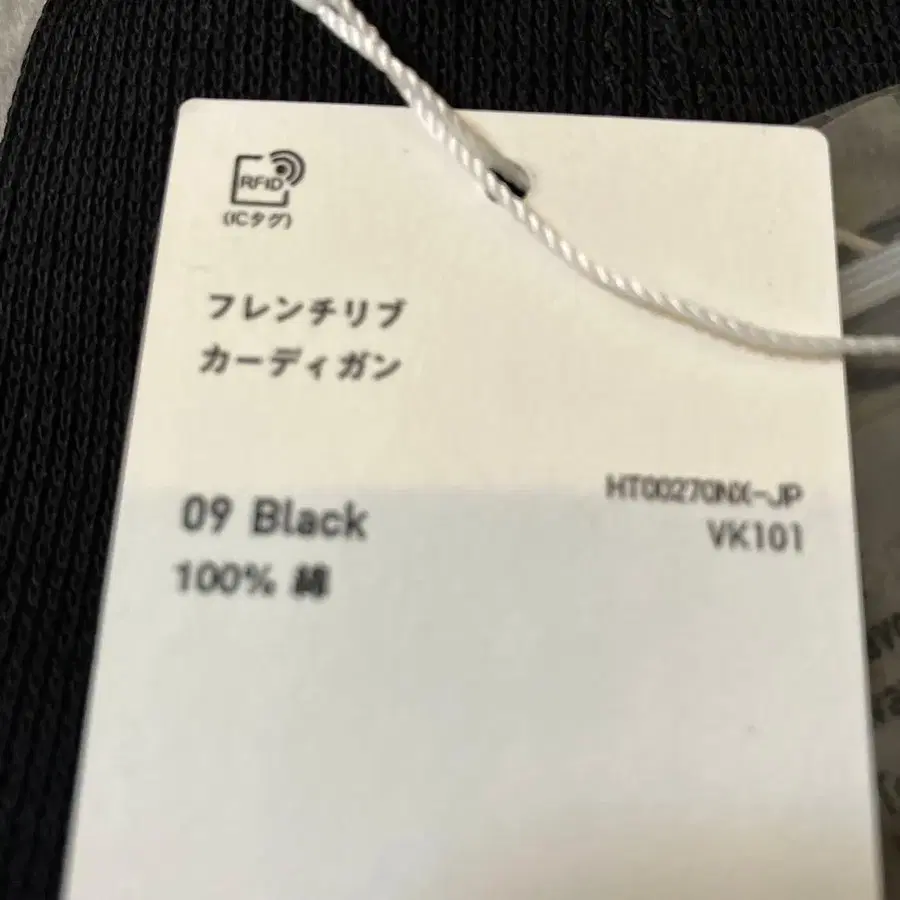 RFID
(ICタグ)
フレンチリブ
カーディガン
HT00270NX-JP
09 Black
VK101
100% 綿